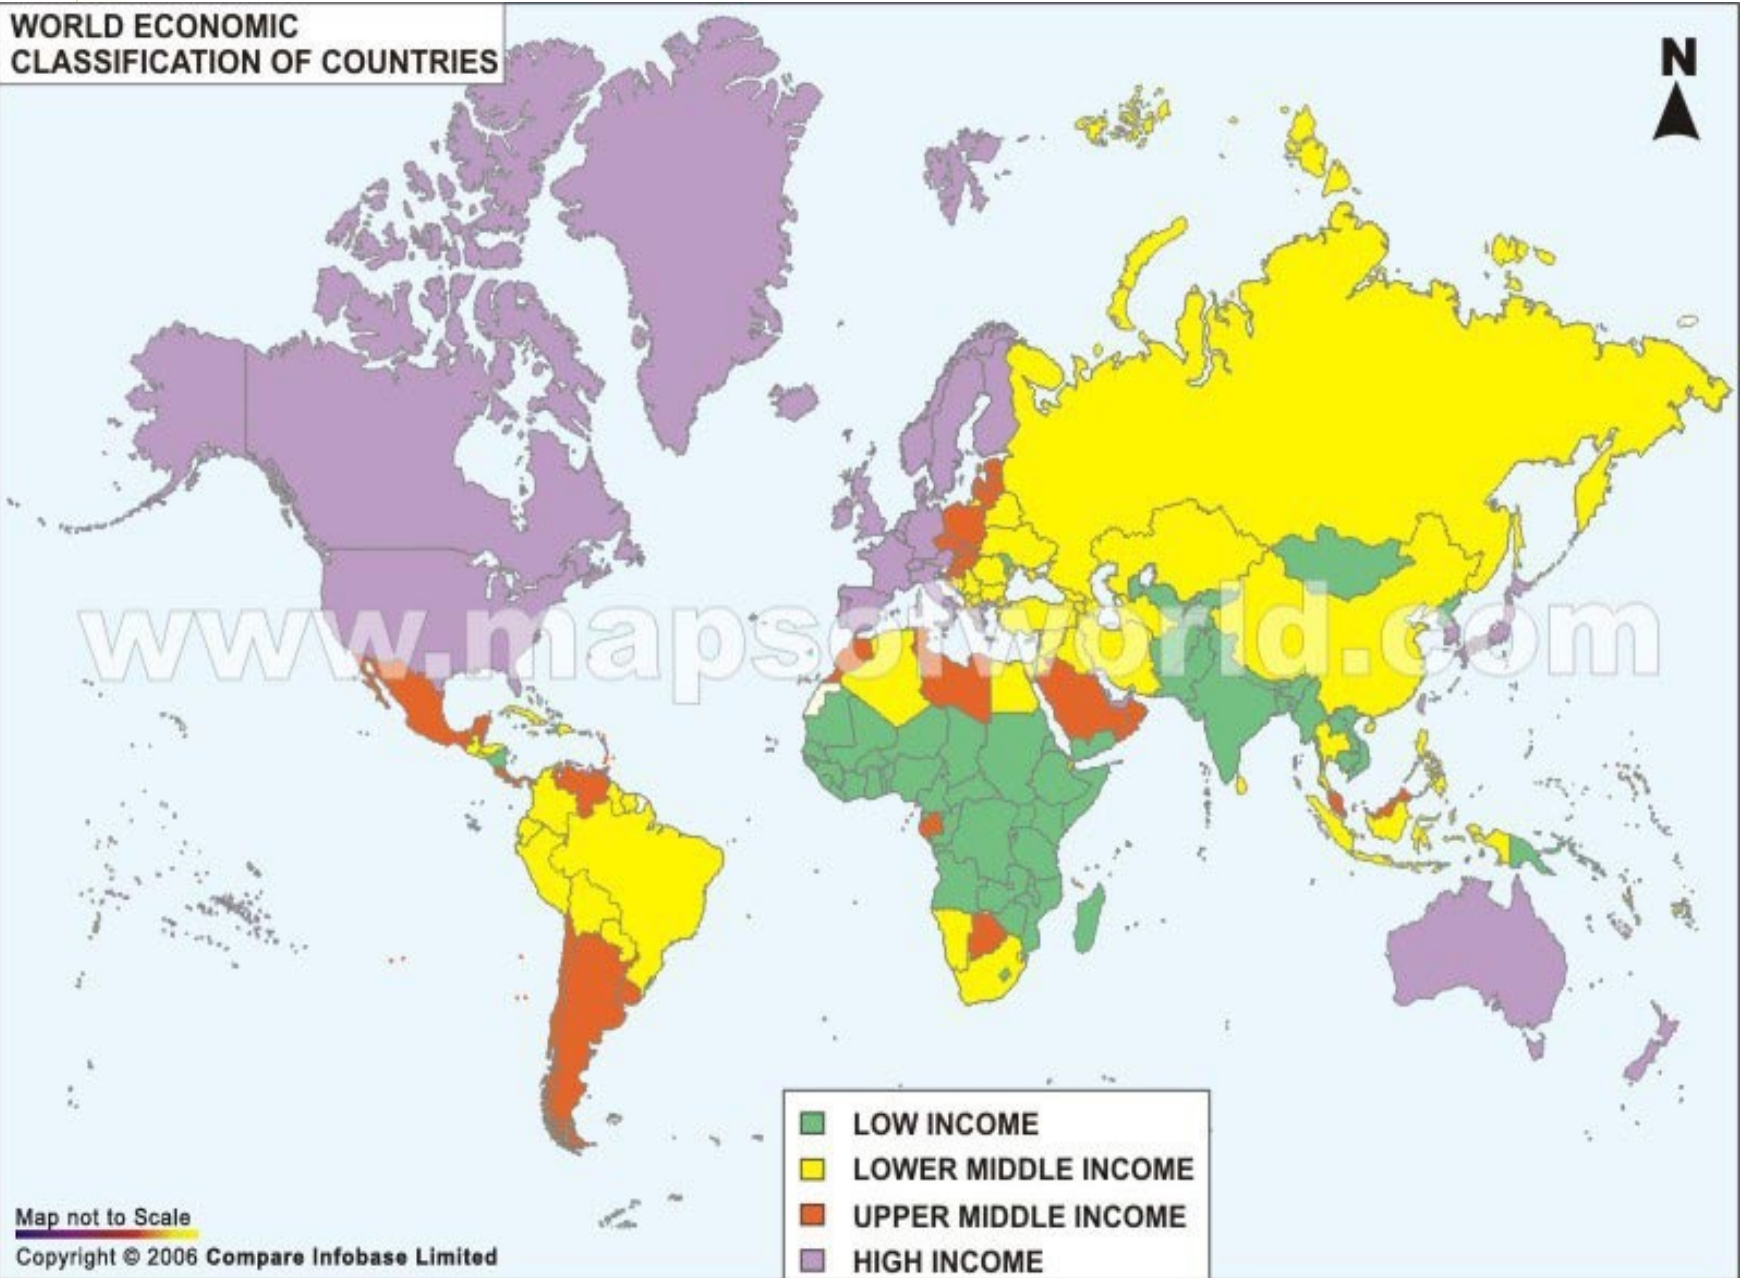 WORLD ECONOMIC
CLASSIFICATION OF COUNTRIES
N
www.mapsofworld.com
LOW INCOME
LOWER MIDDLE INCOME
UPPER MIDDLE INCOME
HIGH INCOME
Map not to Scale
Copyright © 2006 Compare Infobase Limited